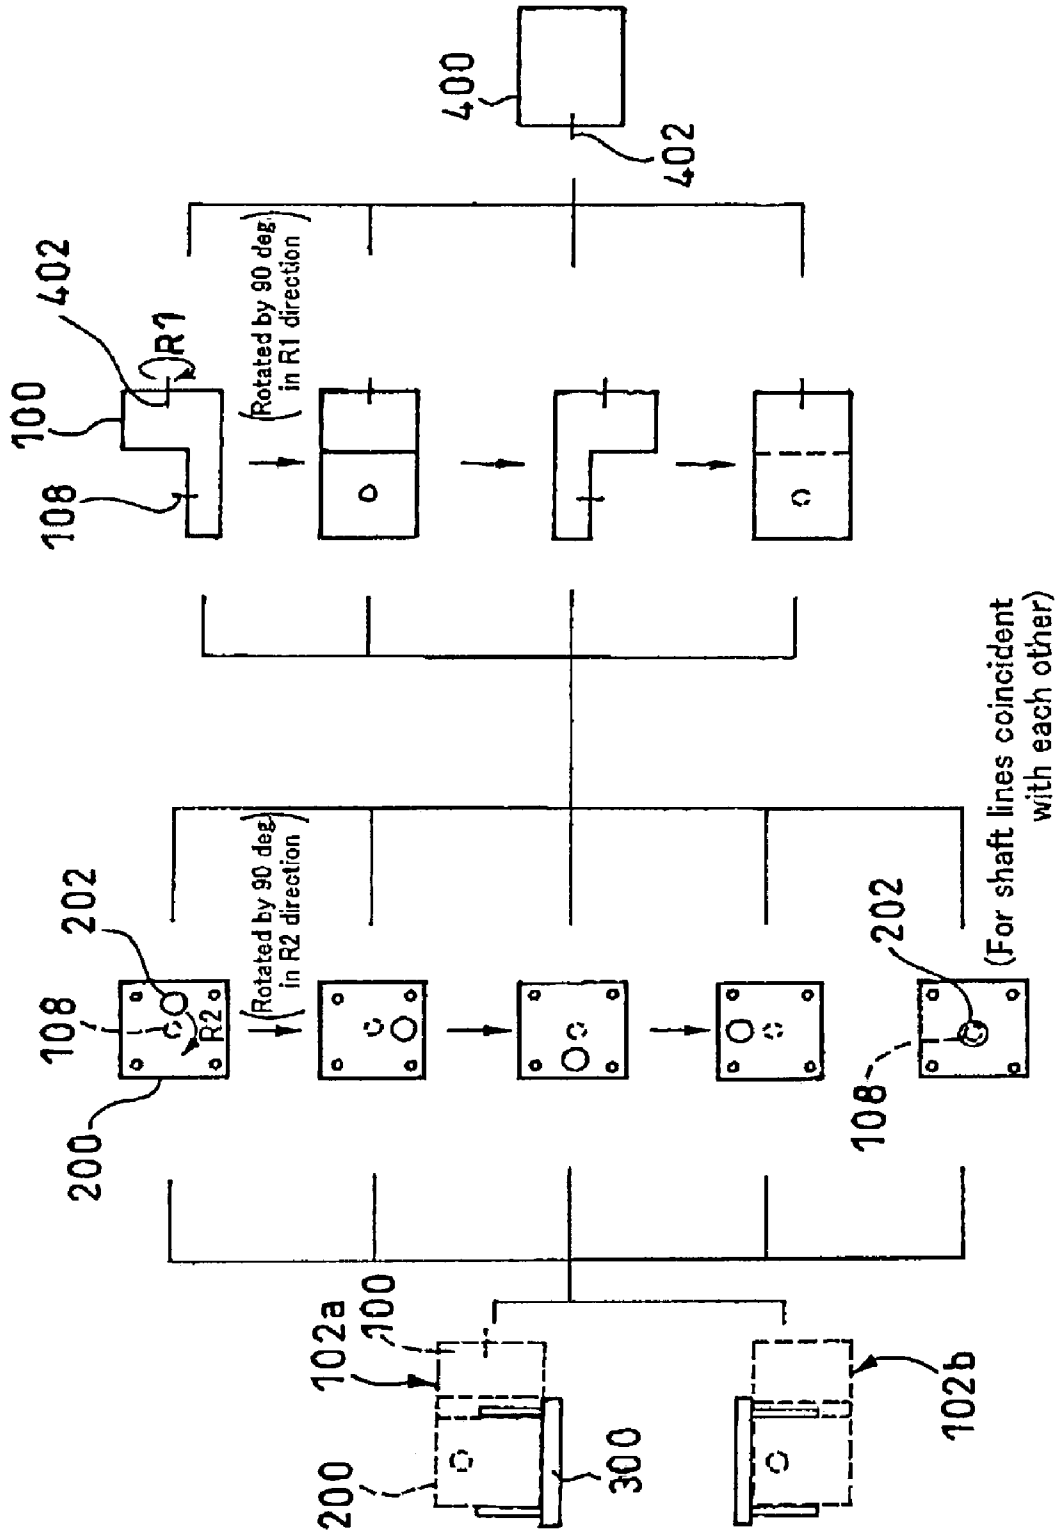 400
402
100
402
R1
108
(Rotated by 90 deg.
in R1 direction)
200
108
202
R2
(Rotated by 90 deg.
in R2 direction)
108
202
(For shaft lines coincident
with each other)
200
102a
100
300
102b